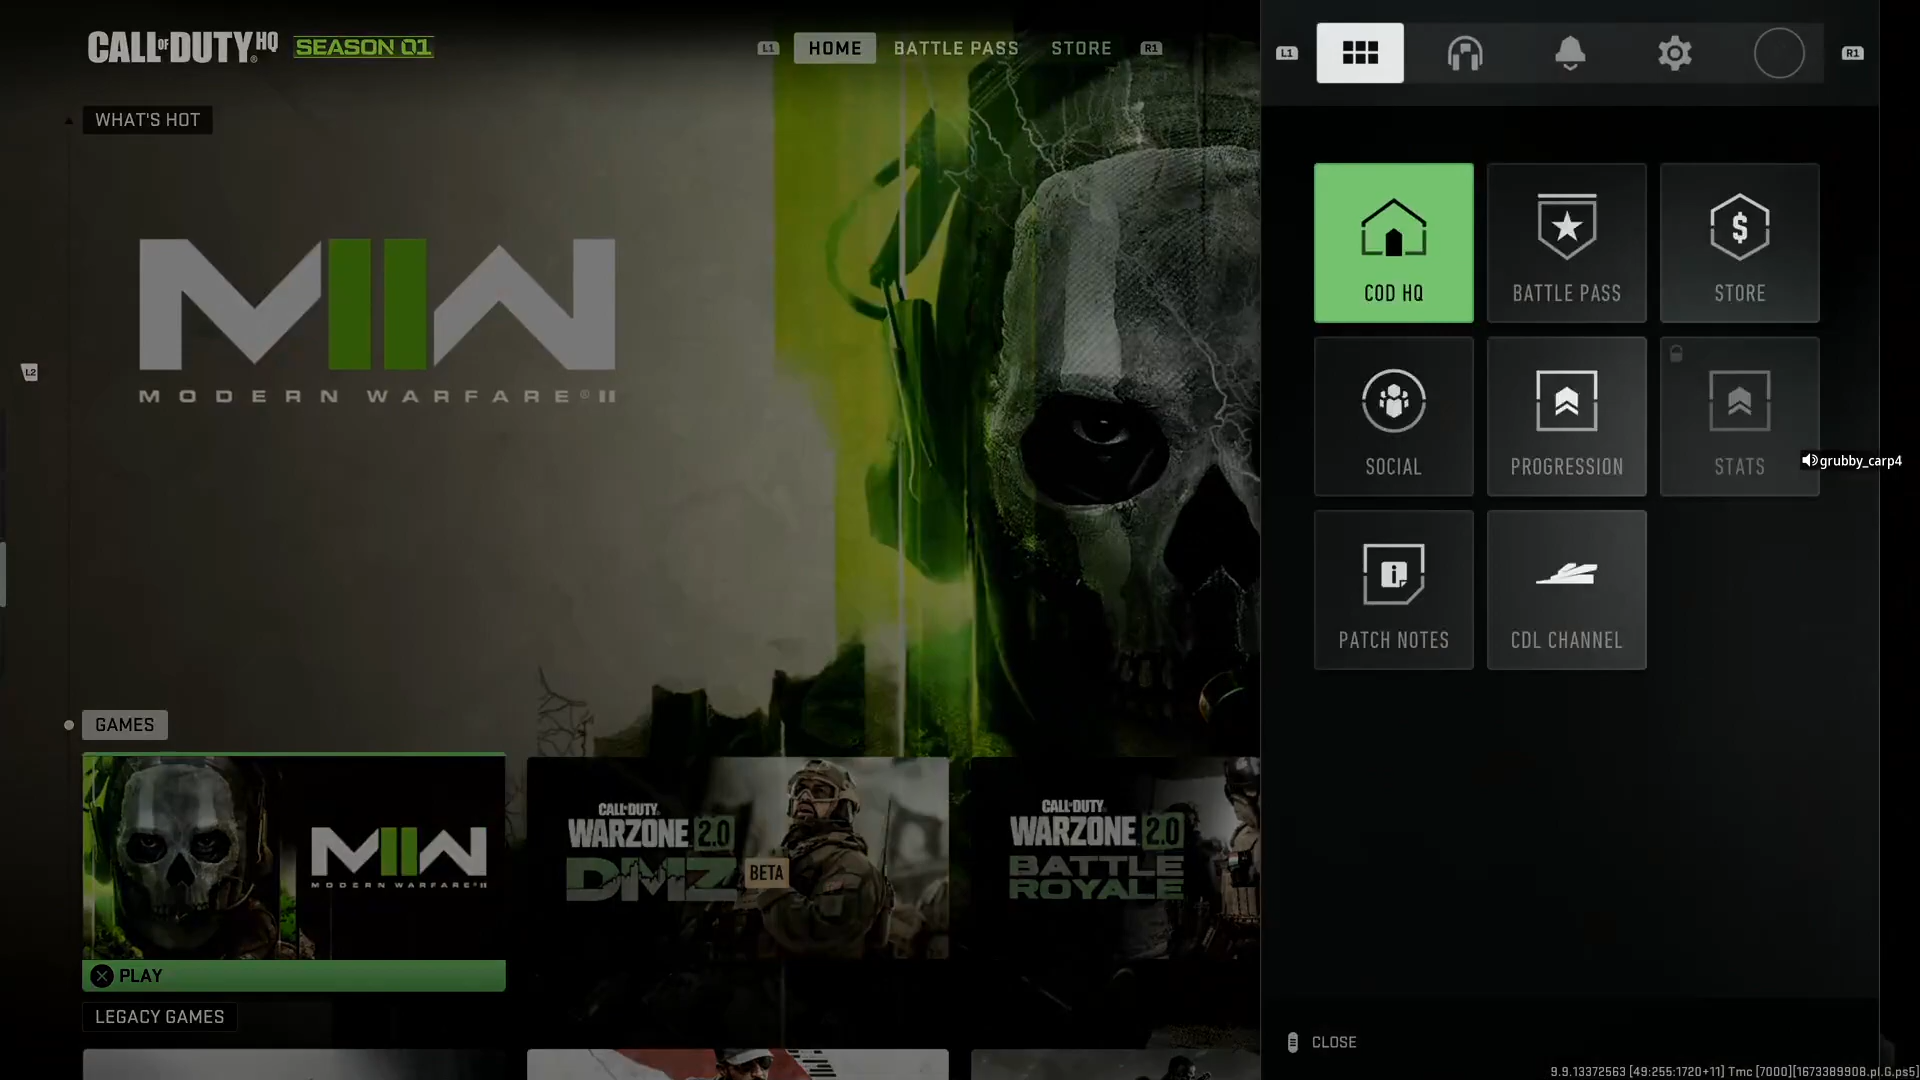 CALL OF DUTY HQ SEASON 01
L1 HOME BATTLE PASS STORE R1
L1 R1
WHAT'S HOT
MIIW
MODERN WARFARE® II
L2
COD HQ
BATTLE PASS
STORE
SOCIAL
PROGRESSION
STATS
grubby_carp4
PATCH NOTES
CDL CHANNEL
GAMES
MIIW
MODERN WARFARE II
CALL OF DUTY
WARZONE 2.0
DMZ BETA
CALL OF DUTY
WARZONE 2.0
BATTLE
ROYALE
PLAY
LEGACY GAMES
CLOSE
9.9.13372563 [49:255:1720+11] Tmc [7000][1673389908.pl.G.ps5]